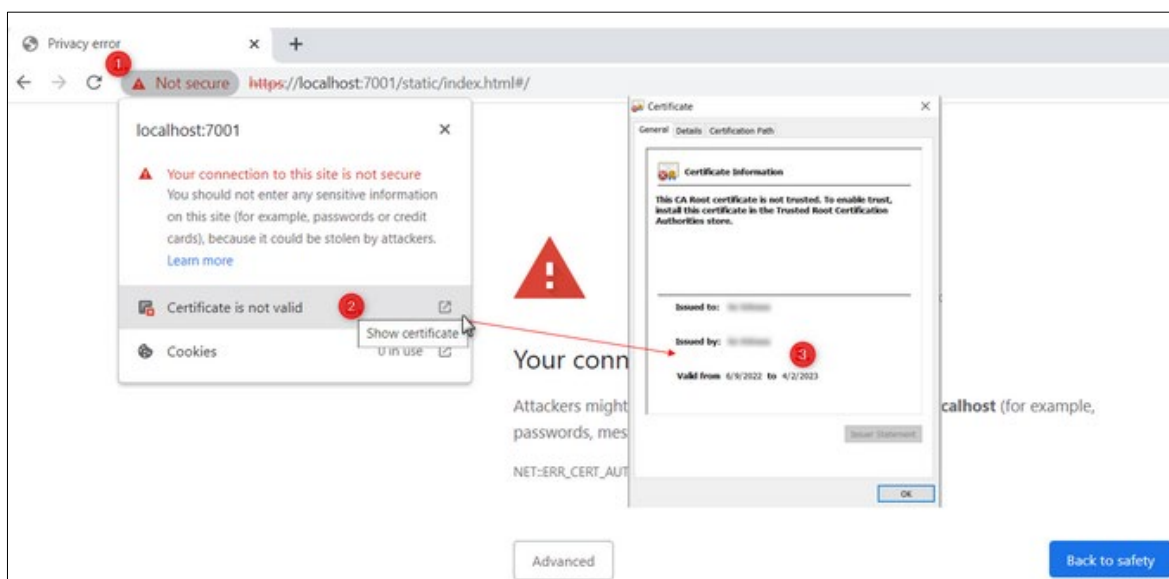 Privacy error
1
Not secure https://localhost:7001/static/index.html#/
localhost:7001
Your connection to this site is not secure
You should not enter any sensitive information
on this site (for example, passwords or credit
cards), because it could be stolen by attackers.
Learn more
Certificate is not valid
2
Show certificate
Cookies
0 in use
Certificate
General Details Certification Path
Certificate Information
This CA Root certificate is not trusted. To enable trust,
install this certificate in the Trusted Root Certification
Authorities store.
Issued to:
Issued by:
3
Valid from 6/9/2022 to 4/2/2023
Issuer Statement
OK
Your conn
Attackers might
calhost (for example,
passwords, mes
NET::ERR_CERT_AUT
Advanced
Back to safety